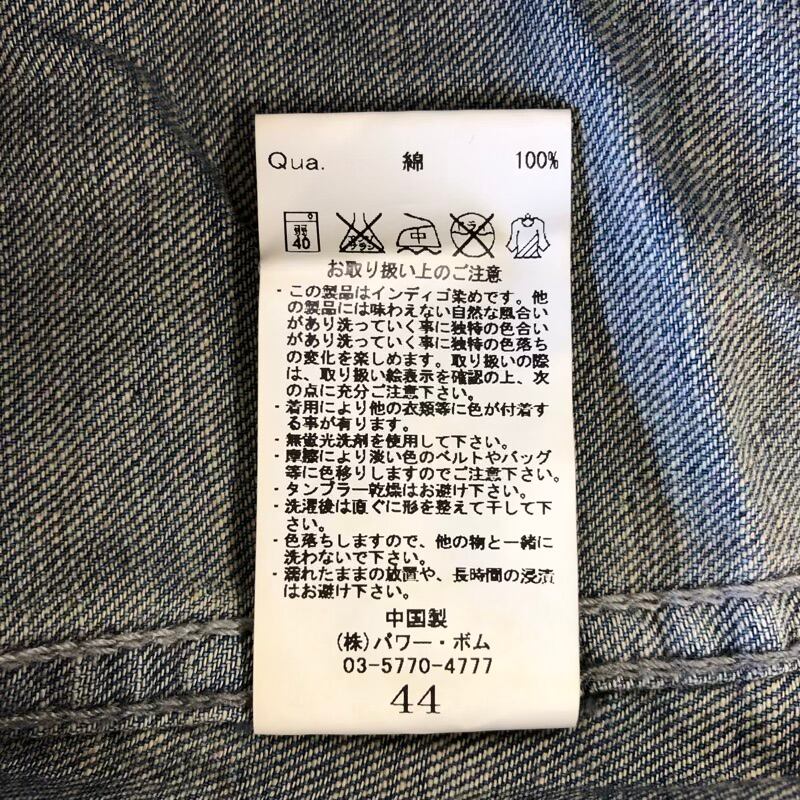 Qua. 綿 100%
弱 40 エンソサラシ 中 ドライ
お取り扱い上のご注意
・この製品はインディゴ染めです。他
の製品には味わえない自然な風合い
があり洗っていく事に独特の色合い
があり洗っていく事に独特の色落ち
の変化を楽しめます。取り扱いの際
は、取り扱い絵表示を確認の上、次
の点に充分ご注意下さい。
・着用により他の衣類等に色が付着す
る事が有ります。
・無蛍光洗剤を使用して下さい。
・摩擦により淡い色のベルトやバッグ
等に色移りしますのでご注意下さい。
・タンブラー乾燥はお避け下さい。
・洗濯後は直ぐに形を整えて干して下
さい。
・色落ちしますので、他の物と一緒に
洗わないで下さい。
・濡れたままの放置や、長時間の浸漬
はお避け下さい。
中国製
(株)パワー・ボム
03-5770-4777
44